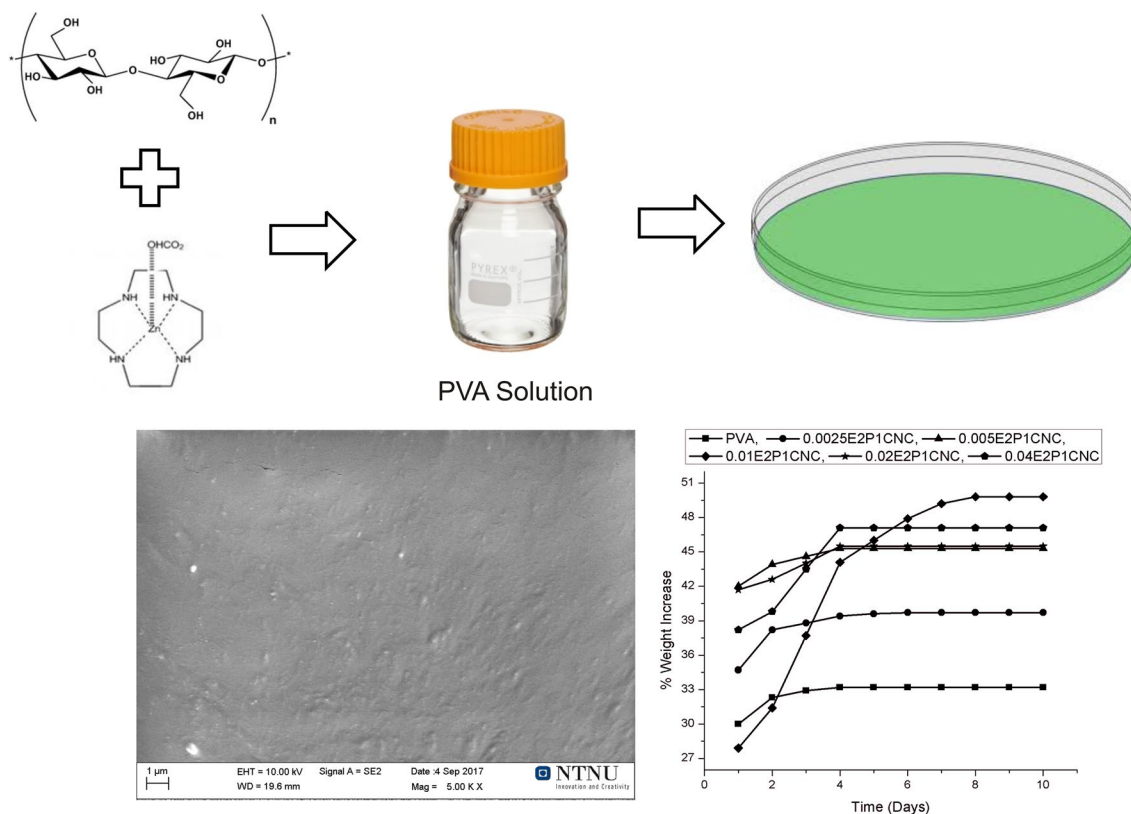 OH
HO
OH
O
O
*
O
*
HO
OH
HO
O
OH
OH
n
OHCO₂
NH
HN
Zn
HN
NH
PYREX®
PVA Solution
1 µm
EHT = 10.00 kV
Signal A = SE2
Date :4 Sep 2017
WD = 19.6 mm
Mag = 5.00 K X
NTNU
Innovation and Creativity
PVA, 0.0025E2P1CNC, 0.005E2P1CNC,
0.01E2P1CNC, 0.02E2P1CNC, 0.04E2P1CNC
% Weight Increase
51
48
45
42
39
36
33
30
27
0 2 4 6 8 10
Time (Days)